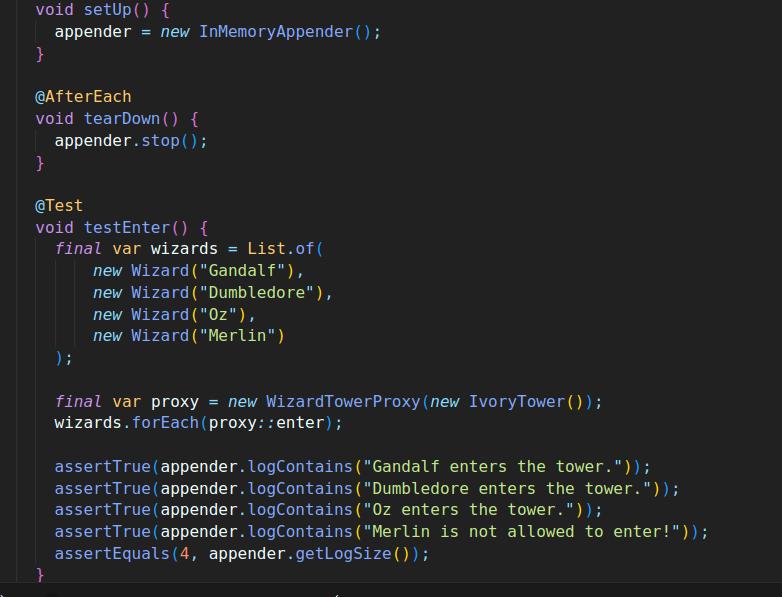 void setUp() {
  appender = new InMemoryAppender();
}

@AfterEach
void tearDown() {
  appender.stop();
}

@Test
void testEnter() {
  final var wizards = List.of(
      new Wizard("Gandalf"),
      new Wizard("Dumbledore"),
      new Wizard("Oz"),
      new Wizard("Merlin")
  );

  final var proxy = new WizardTowerProxy(new IvoryTower());
  wizards.forEach(proxy::enter);

  assertTrue(appender.logContains("Gandalf enters the tower."));
  assertTrue(appender.logContains("Dumbledore enters the tower."));
  assertTrue(appender.logContains("Oz enters the tower."));
  assertTrue(appender.logContains("Merlin is not allowed to enter!"));
  assertEquals(4, appender.getLogSize());
}